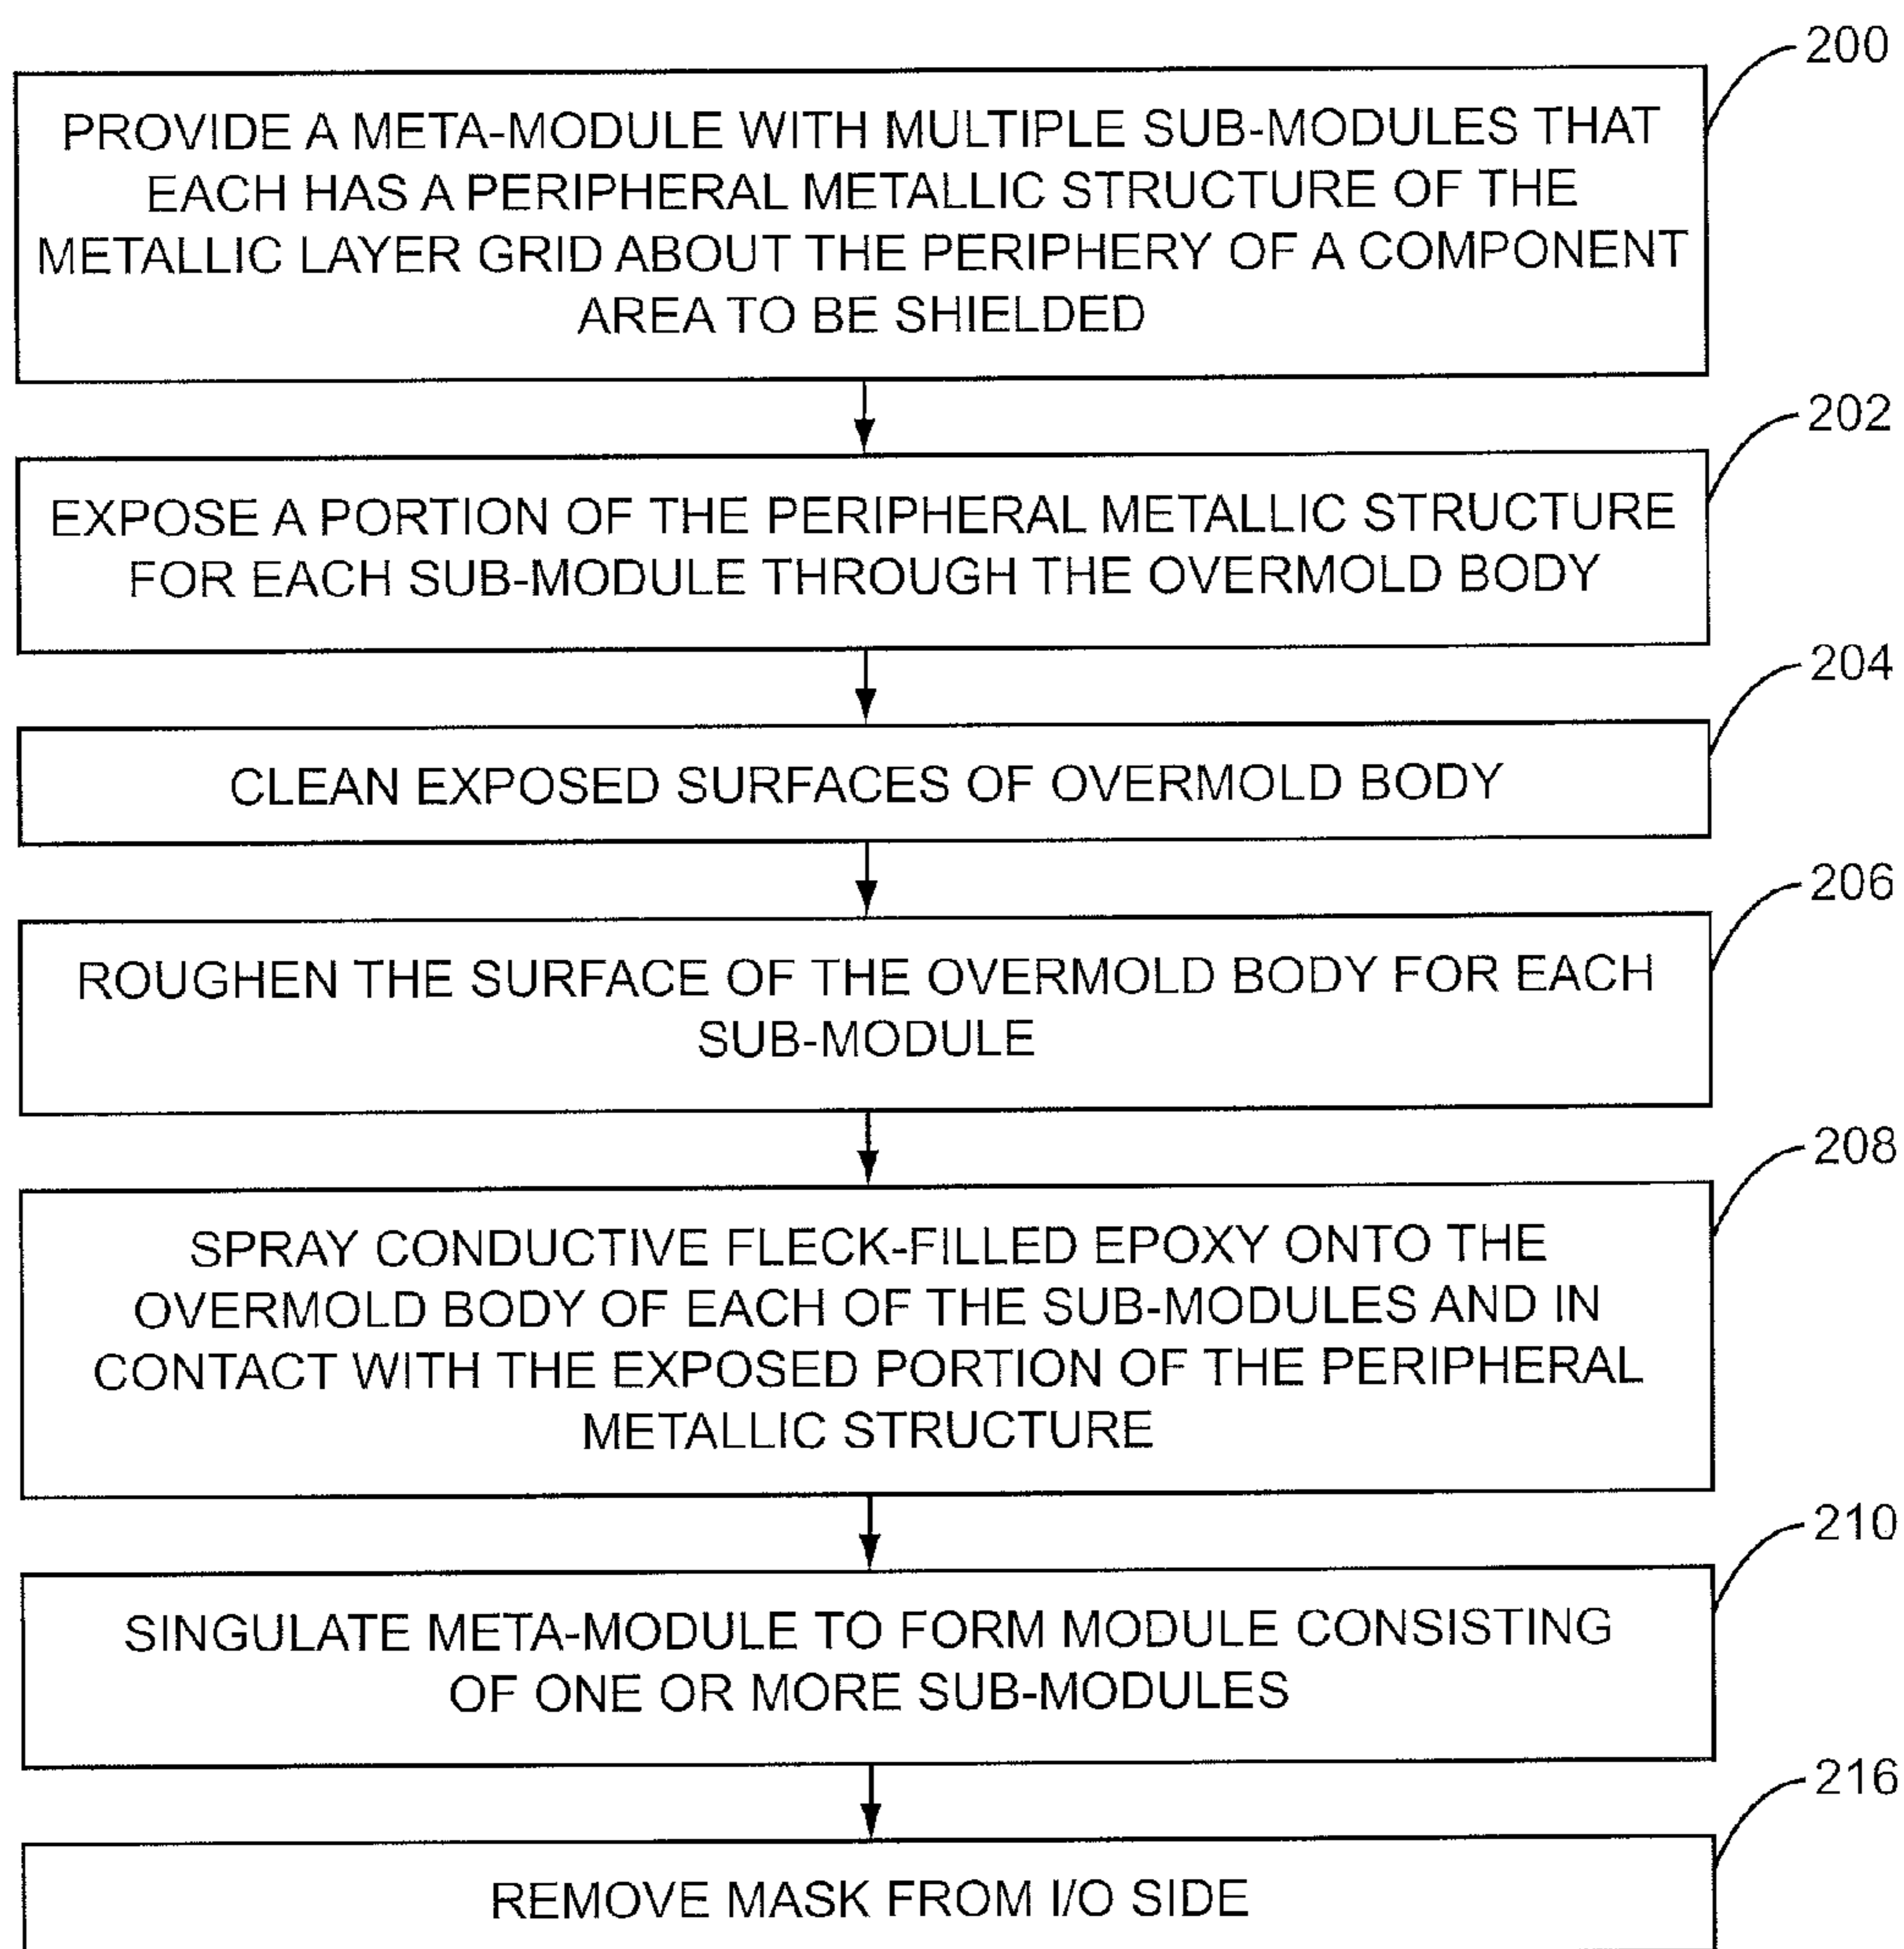 200
PROVIDE A META-MODULE WITH MULTIPLE SUB-MODULES THAT
EACH HAS A PERIPHERAL METALLIC STRUCTURE OF THE
METALLIC LAYER GRID ABOUT THE PERIPHERY OF A COMPONENT
AREA TO BE SHIELDED
202
EXPOSE A PORTION OF THE PERIPHERAL METALLIC STRUCTURE
FOR EACH SUB-MODULE THROUGH THE OVERMOLD BODY
204
CLEAN EXPOSED SURFACES OF OVERMOLD BODY
206
ROUGHEN THE SURFACE OF THE OVERMOLD BODY FOR EACH
SUB-MODULE
208
SPRAY CONDUCTIVE FLECK-FILLED EPOXY ONTO THE
OVERMOLD BODY OF EACH OF THE SUB-MODULES AND IN
CONTACT WITH THE EXPOSED PORTION OF THE PERIPHERAL
METALLIC STRUCTURE
210
SINGULATE META-MODULE TO FORM MODULE CONSISTING
OF ONE OR MORE SUB-MODULES
216
REMOVE MASK FROM I/O SIDE